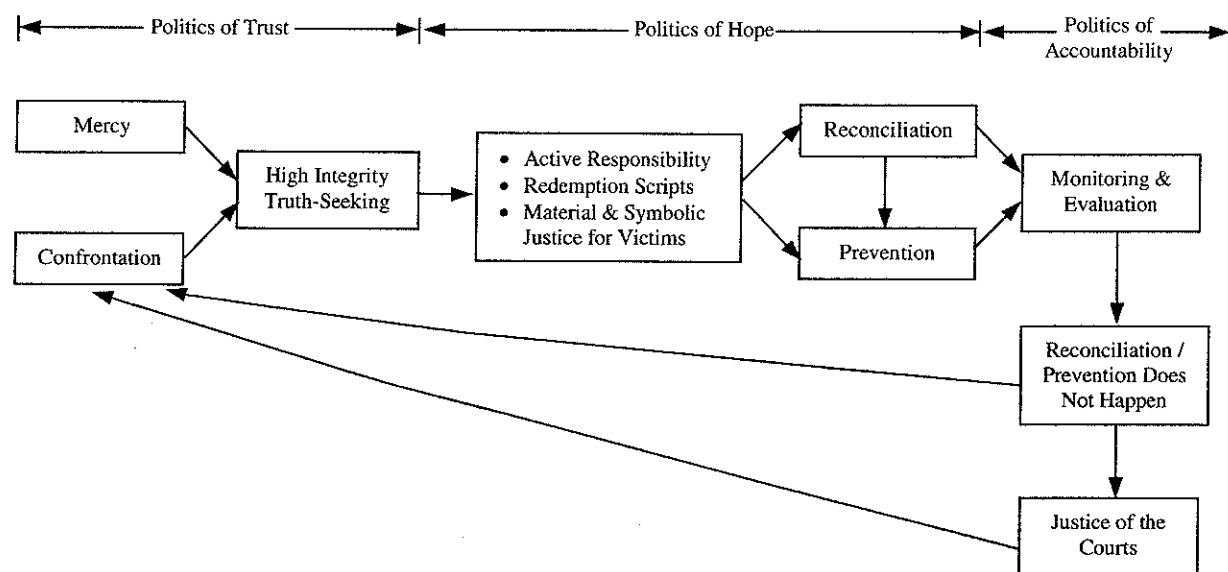 Politics of Trust
Politics of Hope
Politics of
Accountability
Mercy
Confrontation
High Integrity
Truth-Seeking
• Active Responsibility
• Redemption Scripts
• Material & Symbolic
Justice for Victims
Reconciliation
Prevention
Monitoring &
Evaluation
Reconciliation /
Prevention Does
Not Happen
Justice of the
Courts